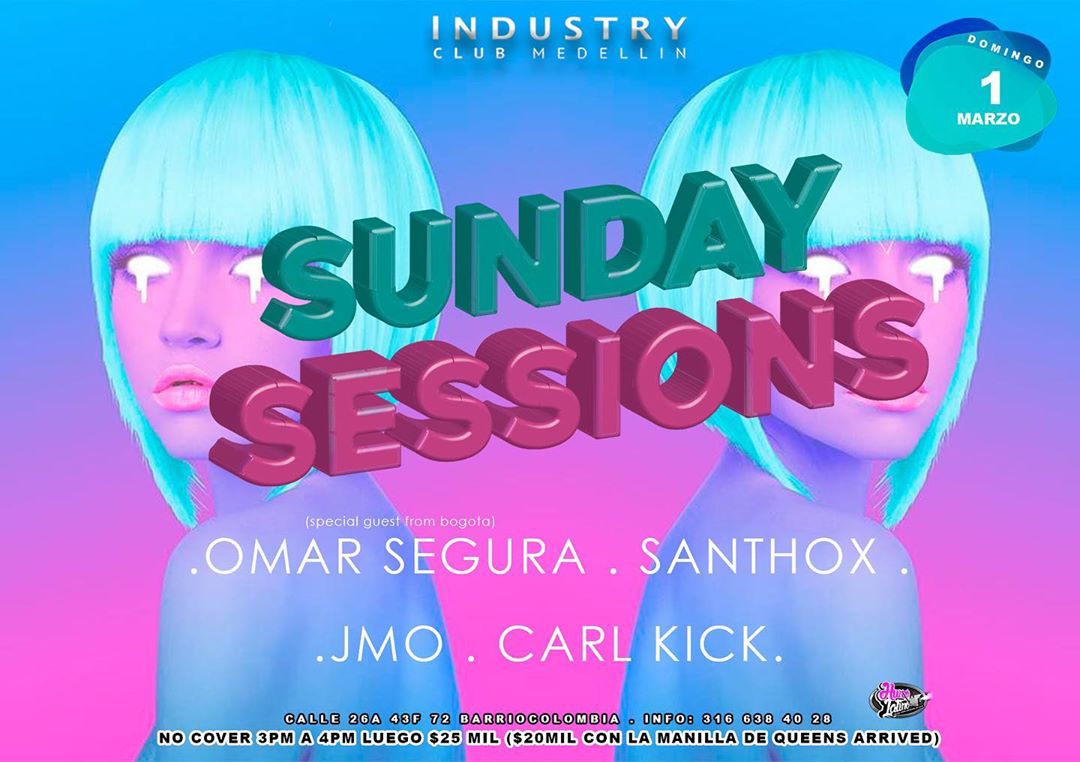 INDUSTRY
CLUB MEDELLIN
DOMINGO
1
MARZO
SUNDAY
SESSIONS
(special guest from bogota)
.OMAR SEGURA . SANTHOX .
.JMO . CARL KICK.
CALLE 26A 43F 72 BARRIOCOLOMBIA . INFO: 316 638 40 28
NO COVER 3PM A 4PM LUEGO $25 MIL ($20MIL CON LA MANILLA DE QUEENS ARRIVED)